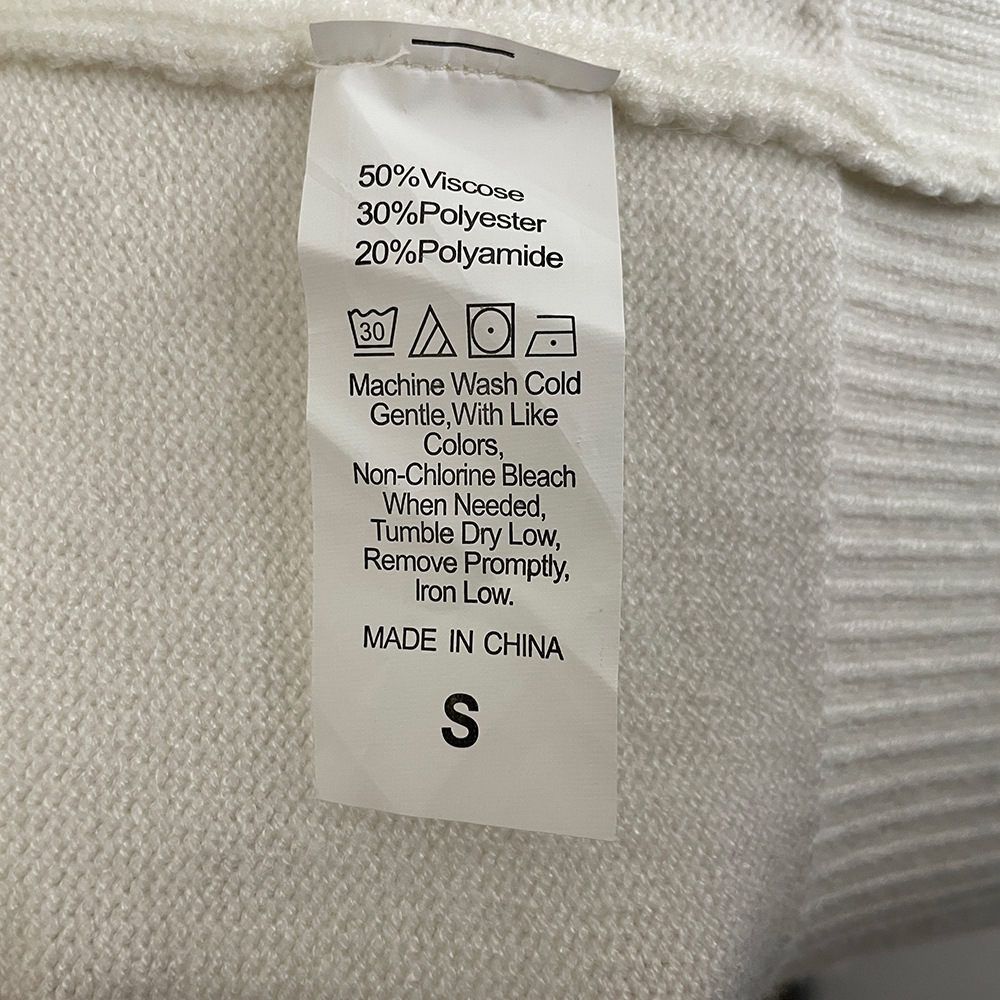 50%Viscose
30%Polyester
20%Polyamide
30
Machine Wash Cold
Gentle,With Like
Colors,
Non-Chlorine Bleach
When Needed,
Tumble Dry Low,
Remove Promptly,
Iron Low.
MADE IN CHINA
S